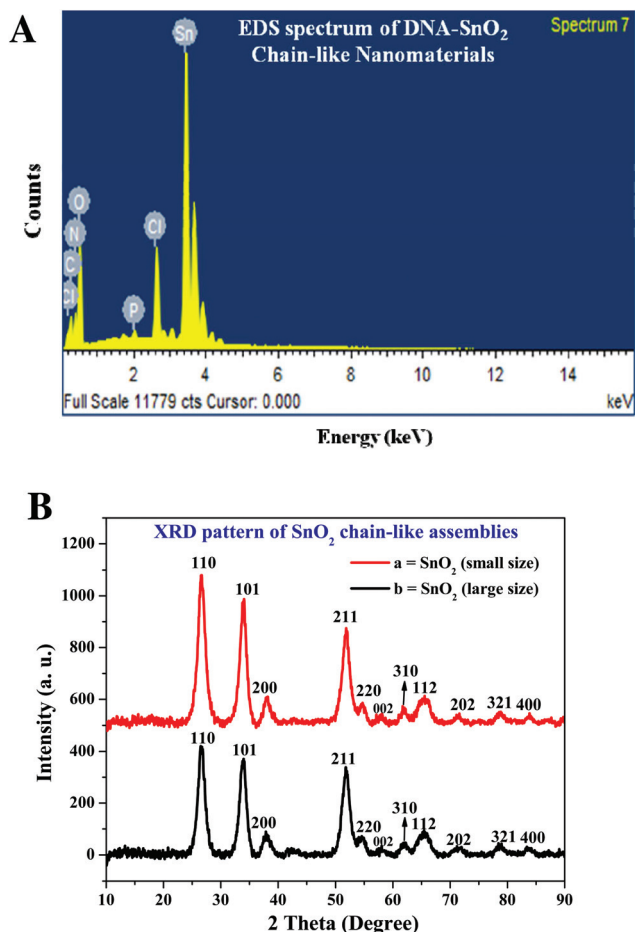 A
EDS spectrum of DNA-SnO₂
Chain-like Nanomaterials
Spectrum 7
Sn
O
N
C
Cl
Cl
P
Counts
2 4 6 8 10 12 14
Full Scale 11779 cts Cursor: 0.000
keV
Energy (keV)
B
XRD pattern of SnO₂ chain-like assemblies
a = SnO₂ (small size)
b = SnO₂ (large size)
1200
1000
800
600
400
200
0
Intensity (a. u.)
110
101
200
211
220
002
310
112
202
321
400
110
101
200
211
220
002
310
112
202
321
400
10 20 30 40 50 60 70 80 90
2 Theta (Degree)